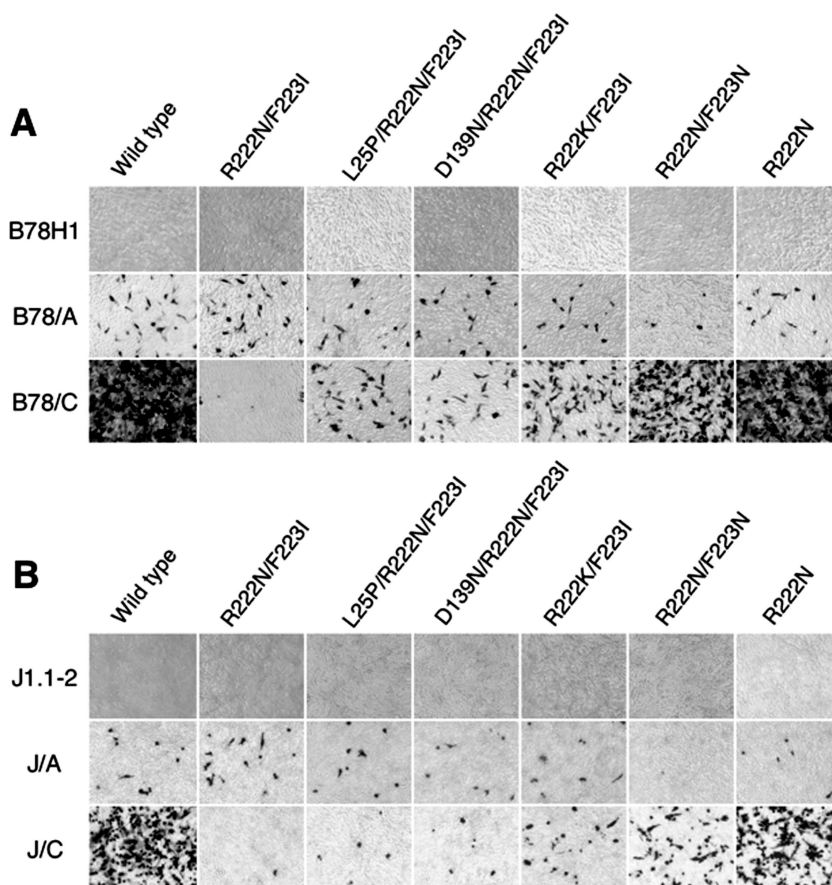 A
Wild type
R222N/F223I
L25P/R222N/F223I
D139N/R222N/F223I
R222K/F223I
R222N/F223N
R222N
B78H1
B78/A
B78/C
B
Wild type
R222N/F223I
L25P/R222N/F223I
D139N/R222N/F223I
R222K/F223I
R222N/F223N
R222N
J1.1-2
J/A
J/C